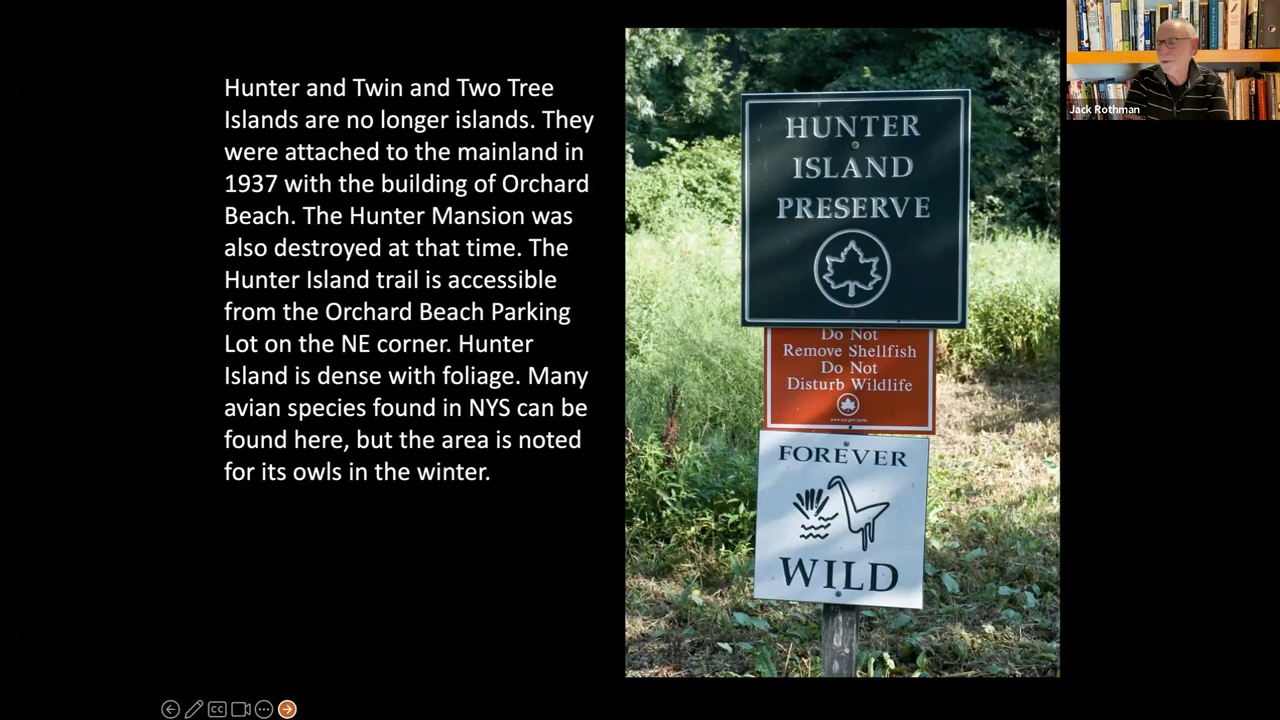 Hunter and Twin and Two Tree
Islands are no longer islands. They
were attached to the mainland in
1937 with the building of Orchard
Beach. The Hunter Mansion was
also destroyed at that time. The
Hunter Island trail is accessible
from the Orchard Beach Parking
Lot on the NE corner. Hunter
Island is dense with foliage. Many
avian species found in NYS can be
found here, but the area is noted
for its owls in the winter.
HUNTER
ISLAND
PRESERVE
Do Not
Remove Shellfish
Do Not
Disturb Wildlife
FOREVER
WILD
Jack Rothman
CC